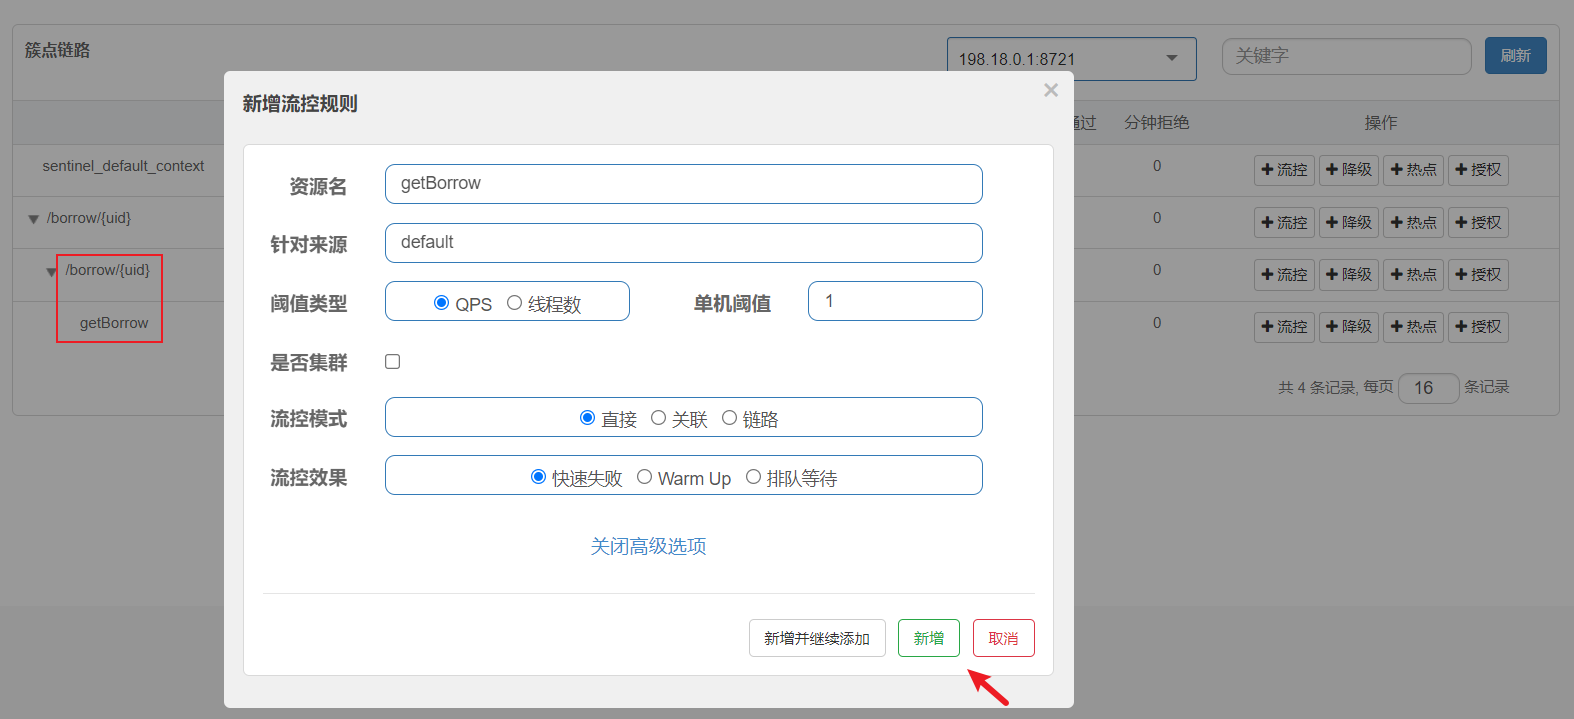 簇点链路
198.18.0.1:8721
关键字
刷新
新增流控规则
×
通过
分钟拒绝
操作
sentinel_default_context
0
流控
降级
热点
授权
/borrow/{uid}
0
流控
降级
热点
授权
/borrow/{uid}
0
流控
降级
热点
授权
getBorrow
0
流控
降级
热点
授权
共 4 条记录, 每页 16 条记录
资源名
getBorrow
针对来源
default
阈值类型
QPS 线程数
单机阈值
1
是否集群
流控模式
直接 关联 链路
流控效果
快速失败 Warm Up 排队等待
关闭高级选项
新增并继续添加
新增
取消